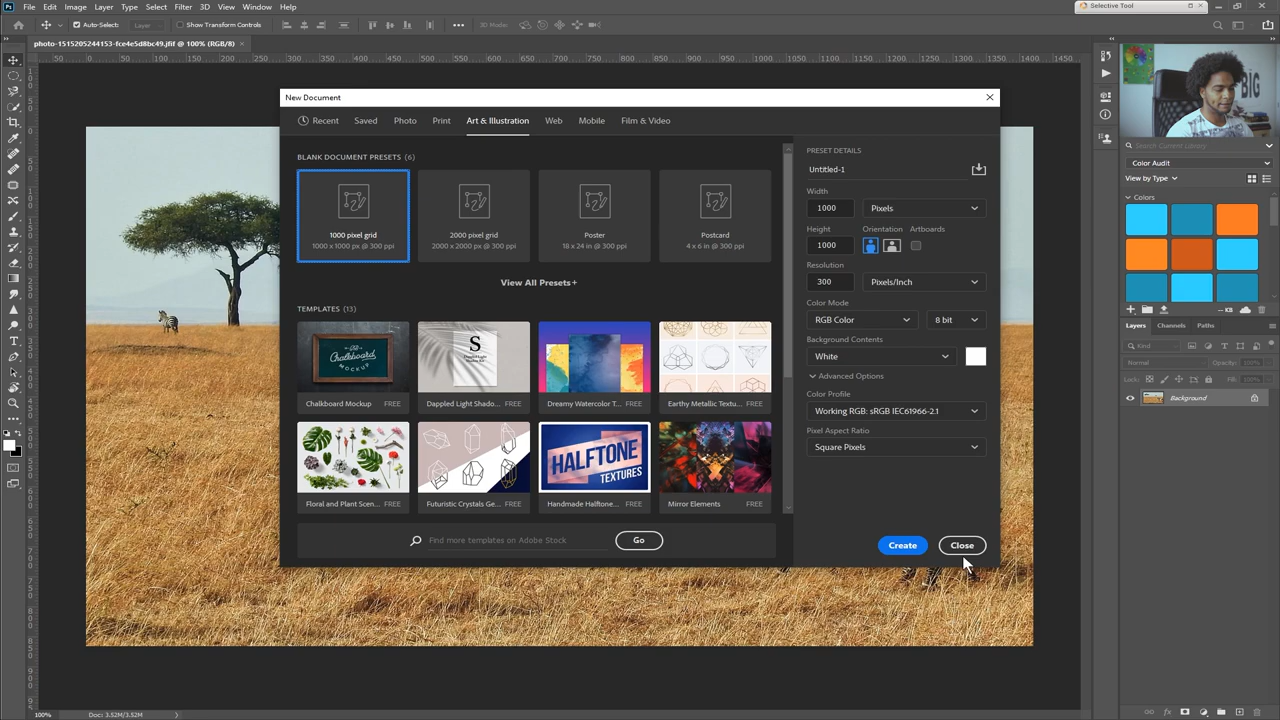 Ps File Edit Image Layer Type Select Filter 3D View Window Help
Selective Tool
Auto-Select: Layer Show Transform Controls 3D Mode:
photo-1515205244153-fce4e5d8bc49.jfif @ 100% (RGB/8)
New Document
Recent Saved Photo Print Art & Illustration Web Mobile Film & Video
BLANK DOCUMENT PRESETS (6)
1000 pixel grid
1000 x 1000 px @ 300 ppi
2000 pixel grid
2000 x 2000 px @ 300 ppi
Poster
18 x 24 in @ 300 ppi
Postcard
4 x 6 in @ 300 ppi
View All Presets+
TEMPLATES (13)
Chalkboard
MOCKUP
Chalkboard Mockup FREE
S
Dappled Light Shado... FREE
Dreamy Watercolor T... FREE
Earthy Metallic Textu... FREE
Floral and Plant Scen... FREE
Futuristic Crystals Ge... FREE
HALFTONE
TEXTURES
Handmade Halftone... FREE
Mirror Elements FREE
Find more templates on Adobe Stock Go
PRESET DETAILS
Untitled-1
Width
1000 Pixels
Height Orientation Artboards
1000
Resolution
300 Pixels/Inch
Color Mode
RGB Color 8 bit
Background Contents
White
Advanced Options
Color Profile
Working RGB: sRGB IEC61966-2.1
Pixel Aspect Ratio
Square Pixels
Create Close
BIG
Search Current Library
Color Audit
View by Type
Colors
-- KB
Layers Channels Paths
Kind
Normal Opacity: 100%
Lock: Fill: 100%
Background
100% Doc: 3.52M/3.52M